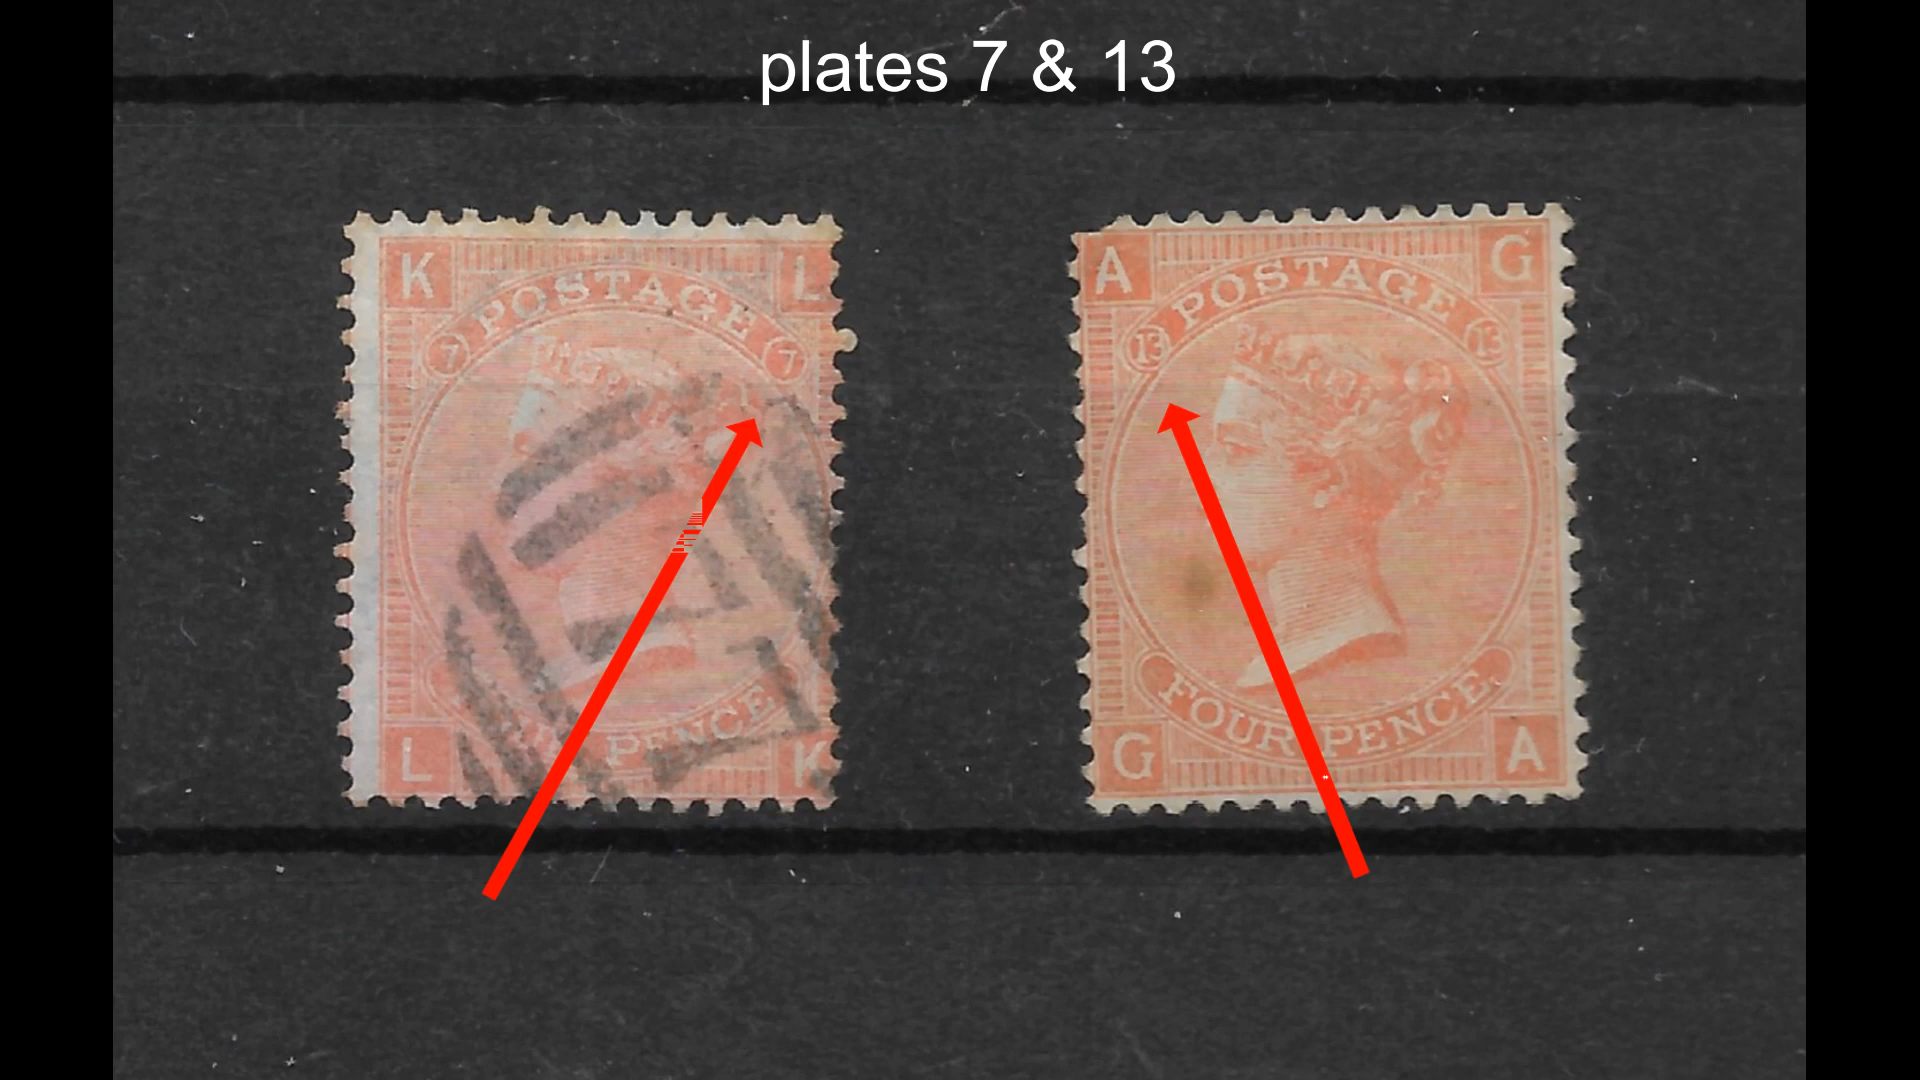 plates 7 & 13
K L
POSTAGE
7 7
PENCE
L K
A G
POSTAGE
13 13
FOUR PENCE
G A